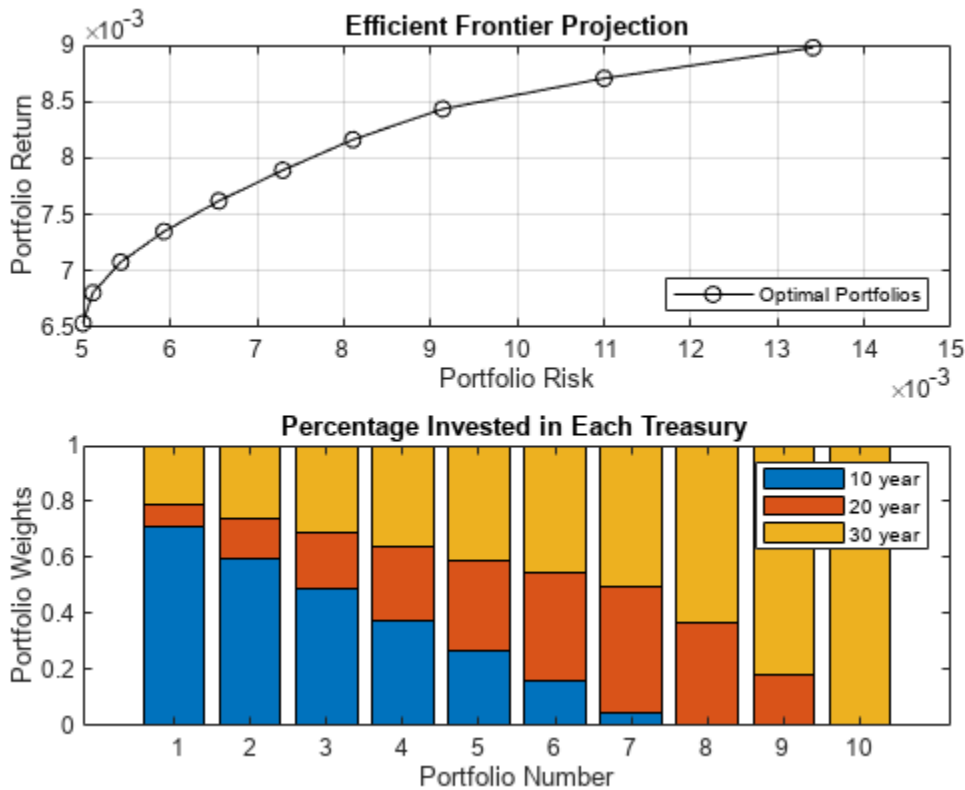 ×10-3
Efficient Frontier Projection
9
8.5
8
7.5
7
6.5
Portfolio Return
Optimal Portfolios
5 6 7 8 9 10 11 12 13 14 15
Portfolio Risk
×10-3
Percentage Invested in Each Treasury
1
0.8
0.6
0.4
0.2
0
Portfolio Weights
10 year
20 year
30 year
1 2 3 4 5 6 7 8 9 10
Portfolio Number